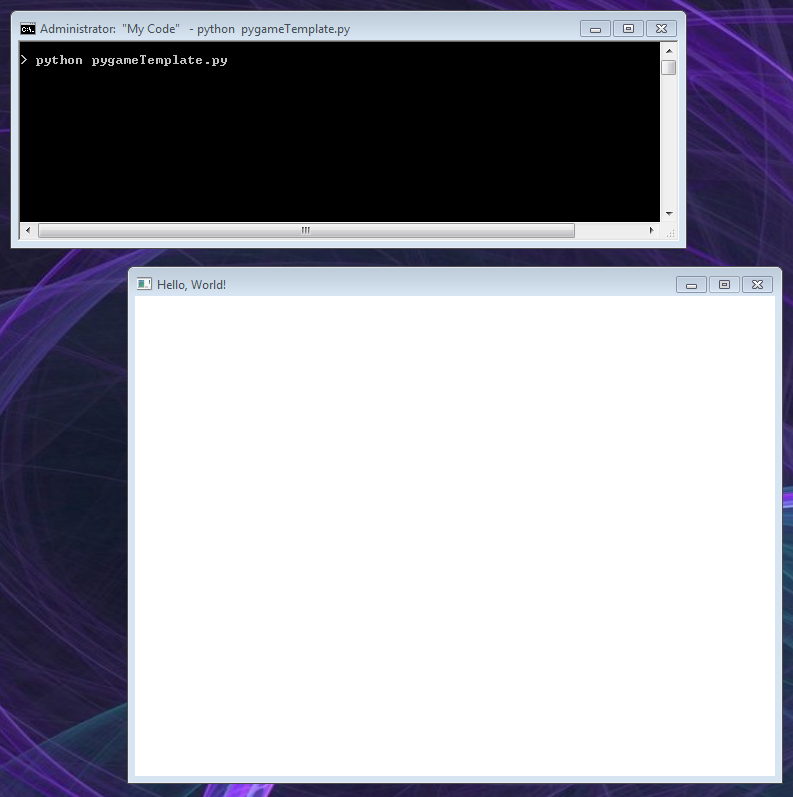 Administrator: "My Code" - python pygameTemplate.py
> python pygameTemplate.py
Hello, World!